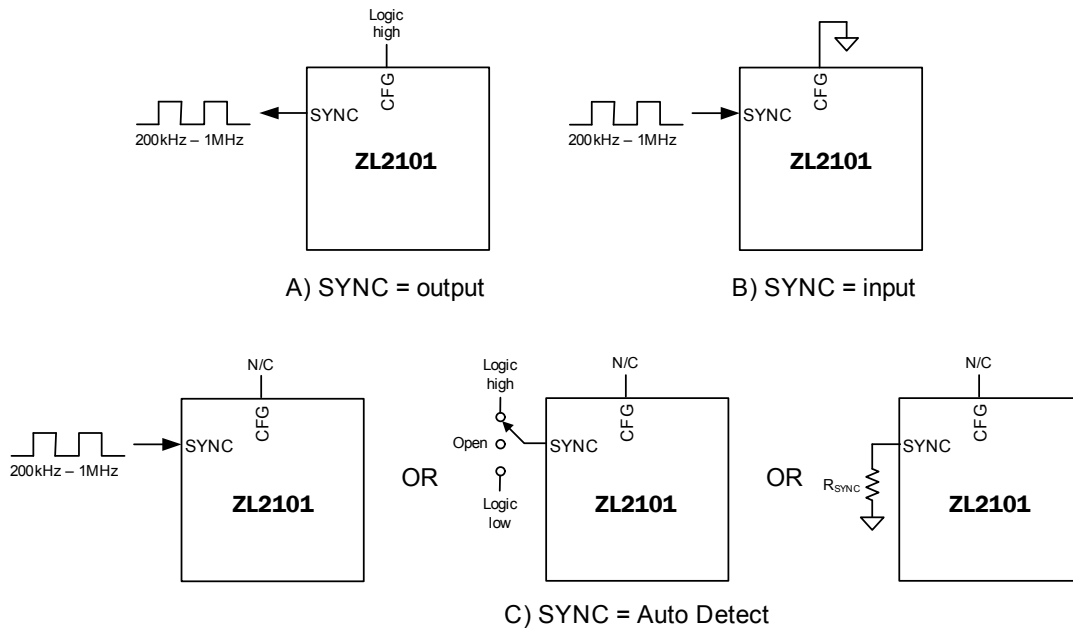 Logic
high
CFG
SYNC
200kHz – 1MHz
ZL2101
A) SYNC = output
CFG
SYNC
200kHz – 1MHz
ZL2101
B) SYNC = input
N/C
CFG
SYNC
200kHz – 1MHz
ZL2101
OR
Logic
high
Open
Logic
low
N/C
CFG
SYNC
ZL2101
OR
N/C
CFG
SYNC
RSYNC
ZL2101
C) SYNC = Auto Detect